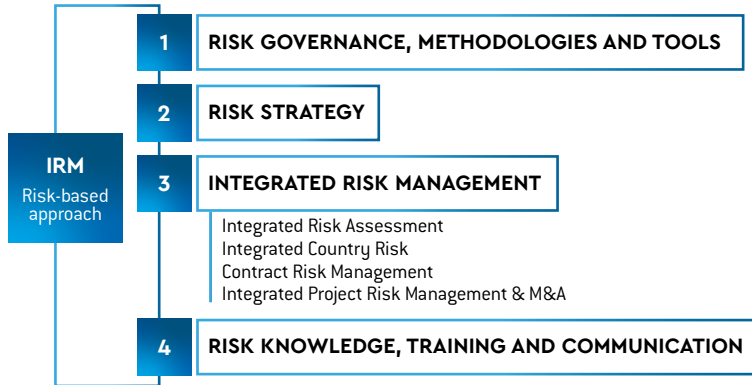 1 RISK GOVERNANCE, METHODOLOGIES AND TOOLS
2 RISK STRATEGY
IRM
Risk-based
approach
3 INTEGRATED RISK MANAGEMENT
Integrated Risk Assessment
Integrated Country Risk
Contract Risk Management
Integrated Project Risk Management & M&A
4 RISK KNOWLEDGE, TRAINING AND COMMUNICATION